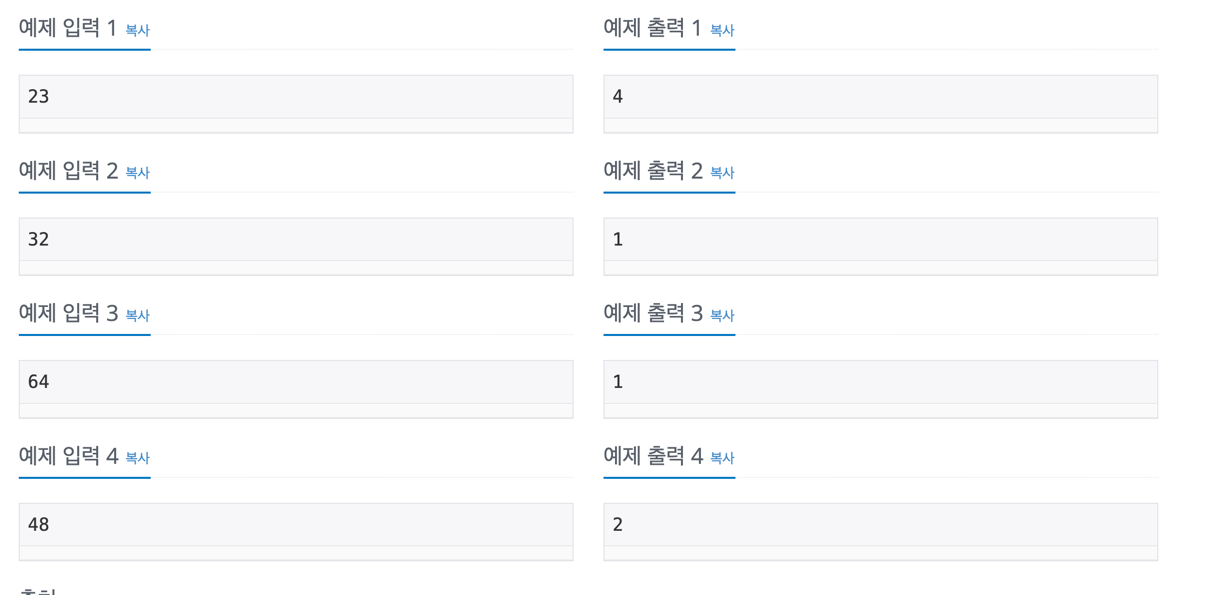 예제 입력 1 복사
예제 출력 1 복사
23
4
예제 입력 2 복사
예제 출력 2 복사
32
1
예제 입력 3 복사
예제 출력 3 복사
64
1
예제 입력 4 복사
예제 출력 4 복사
48
2